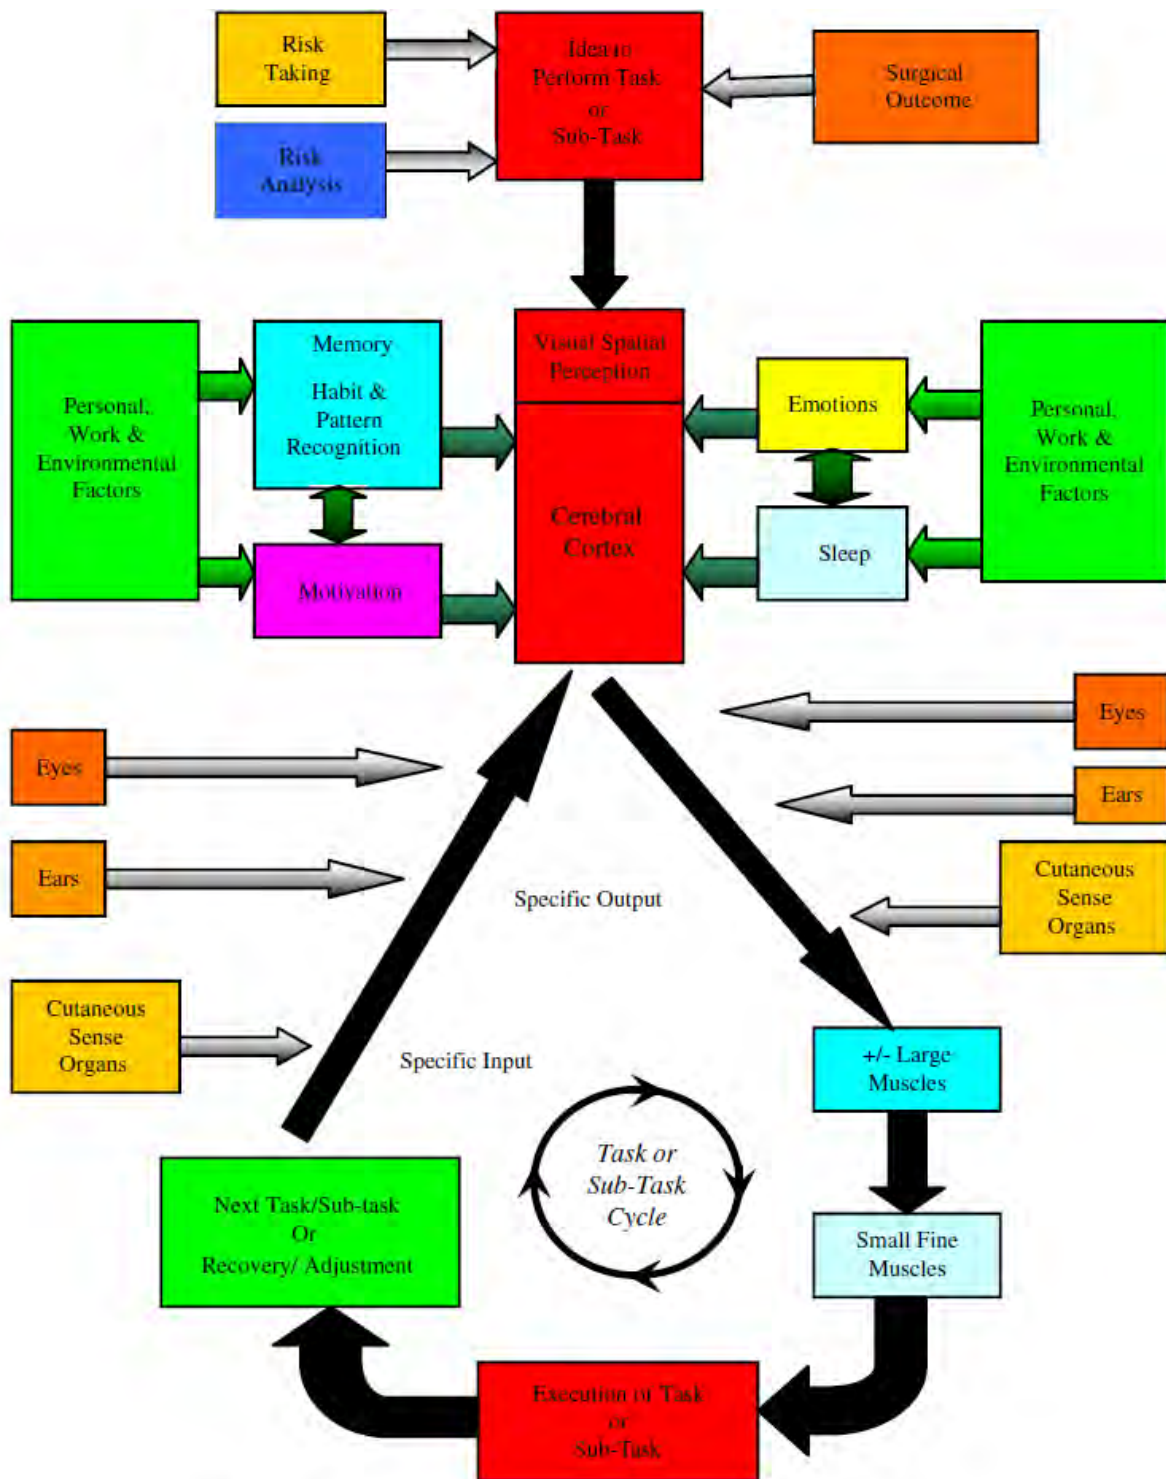 Risk
Taking
Idea to
Perform Task
or
Sub-Task
Surgical
Outcome
Risk
Analysis
Personal,
Work &
Environmental
Factors
Memory
Habit &
Pattern
Recognition
Motivation
Visual Spatial
Perception
Cerebral
Cortex
Emotions
Sleep
Personal,
Work &
Environmental
Factors
Eyes
Ears
Cutaneous
Sense
Organs
Eyes
Ears
Cutaneous
Sense
Organs
Specific Output
Specific Input
+/- Large
Muscles
Small Fine
Muscles
Task or
Sub-Task
Cycle
Next Task/Sub-task
Or
Recovery/ Adjustment
Execution of Task
or
Sub-Task